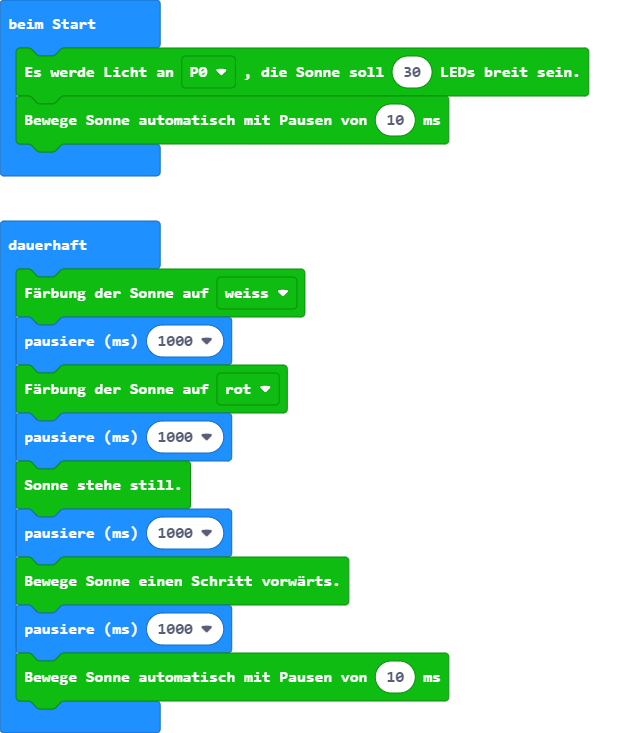 beim Start
Es werde Licht an P0 , die Sonne soll 30 LEDs breit sein.
Bewege Sonne automatisch mit Pausen von 10 ms
dauerhaft
Färbung der Sonne auf weiss
pausiere (ms) 1000
Färbung der Sonne auf rot
pausiere (ms) 1000
Sonne stehe still.
pausiere (ms) 1000
Bewege Sonne einen Schritt vorwärts.
pausiere (ms) 1000
Bewege Sonne automatisch mit Pausen von 10 ms